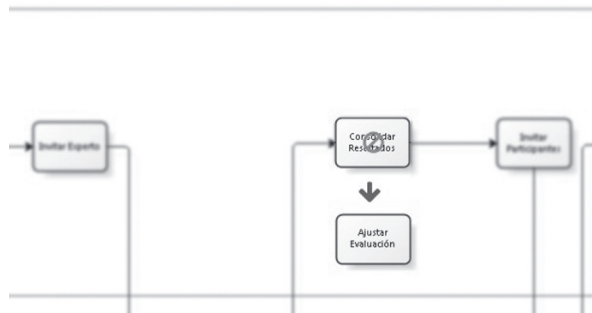 Invitar Experto
Consolidar
Resultados
Invitar
Participantes
Ajustar
Evaluación